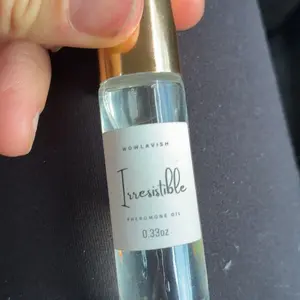 NOWLAVISH
Irresistible
PHEROMONE OIL
0.33oz